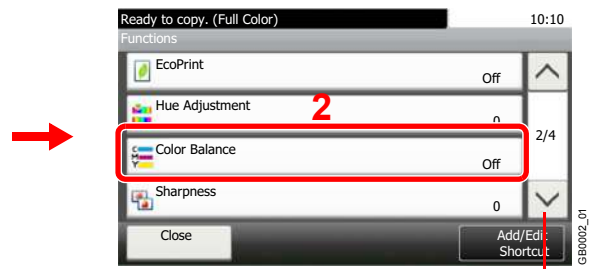 Ready to copy. (Full Color) 10:10
Functions
EcoPrint
Off
Hue Adjustment
2
0
2/4
Color Balance
Off
Sharpness
0
Close
Add/Edit
Shortcut
GB0002_01